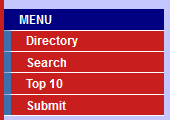 MENU
Directory
Search
Top 10
Submit